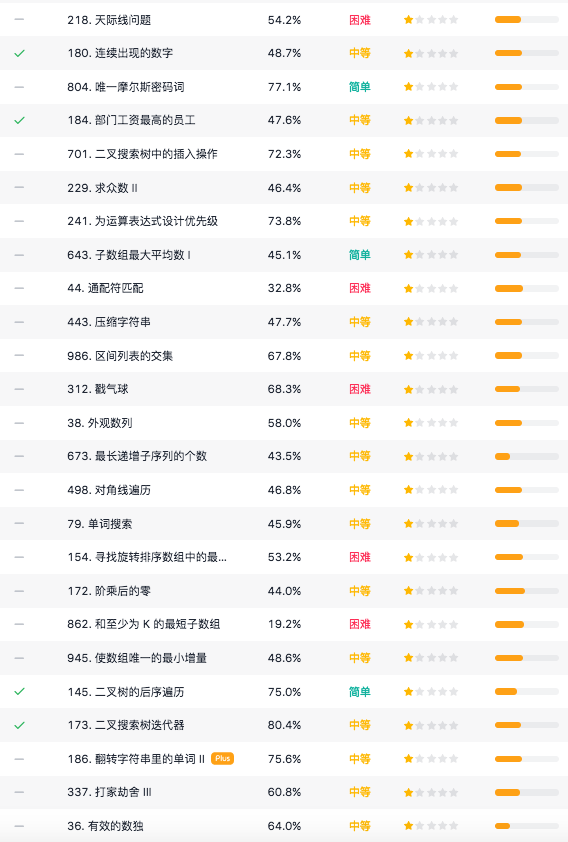 218. 天际线问题 54.2% 困难
180. 连续出现的数字 48.7% 中等
804. 唯一摩尔斯密码词 77.1% 简单
184. 部门工资最高的员工 47.6% 中等
701. 二叉搜索树中的插入操作 72.3% 中等
229. 求众数 II 46.4% 中等
241. 为运算表达式设计优先级 73.8% 中等
643. 子数组最大平均数 I 45.1% 简单
44. 通配符匹配 32.8% 困难
443. 压缩字符串 47.7% 中等
986. 区间列表的交集 67.8% 中等
312. 戳气球 68.3% 困难
38. 外观数列 58.0% 中等
673. 最长递增子序列的个数 43.5% 中等
498. 对角线遍历 46.8% 中等
79. 单词搜索 45.9% 中等
154. 寻找旋转排序数组中的最... 53.2% 困难
172. 阶乘后的零 44.0% 中等
862. 和至少为 K 的最短子数组 19.2% 困难
945. 使数组唯一的最小增量 48.6% 中等
145. 二叉树的后序遍历 75.0% 简单
173. 二叉搜索树迭代器 80.4% 中等
186. 翻转字符串里的单词 II Plus 75.6% 中等
337. 打家劫舍 III 60.8% 中等
36. 有效的数独 64.0% 中等